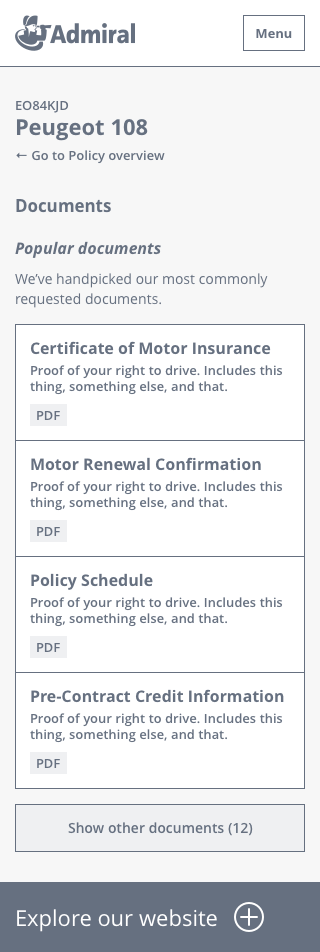 Admiral
Menu
EO84KJD
Peugeot 108
← Go to Policy overview
Documents
Popular documents
We’ve handpicked our most commonly
requested documents.
Certificate of Motor Insurance
Proof of your right to drive. Includes this
thing, something else, and that.
PDF
Motor Renewal Confirmation
Proof of your right to drive. Includes this
thing, something else, and that.
PDF
Policy Schedule
Proof of your right to drive. Includes this
thing, something else, and that.
PDF
Pre-Contract Credit Information
Proof of your right to drive. Includes this
thing, something else, and that.
PDF
Show other documents (12)
Explore our website